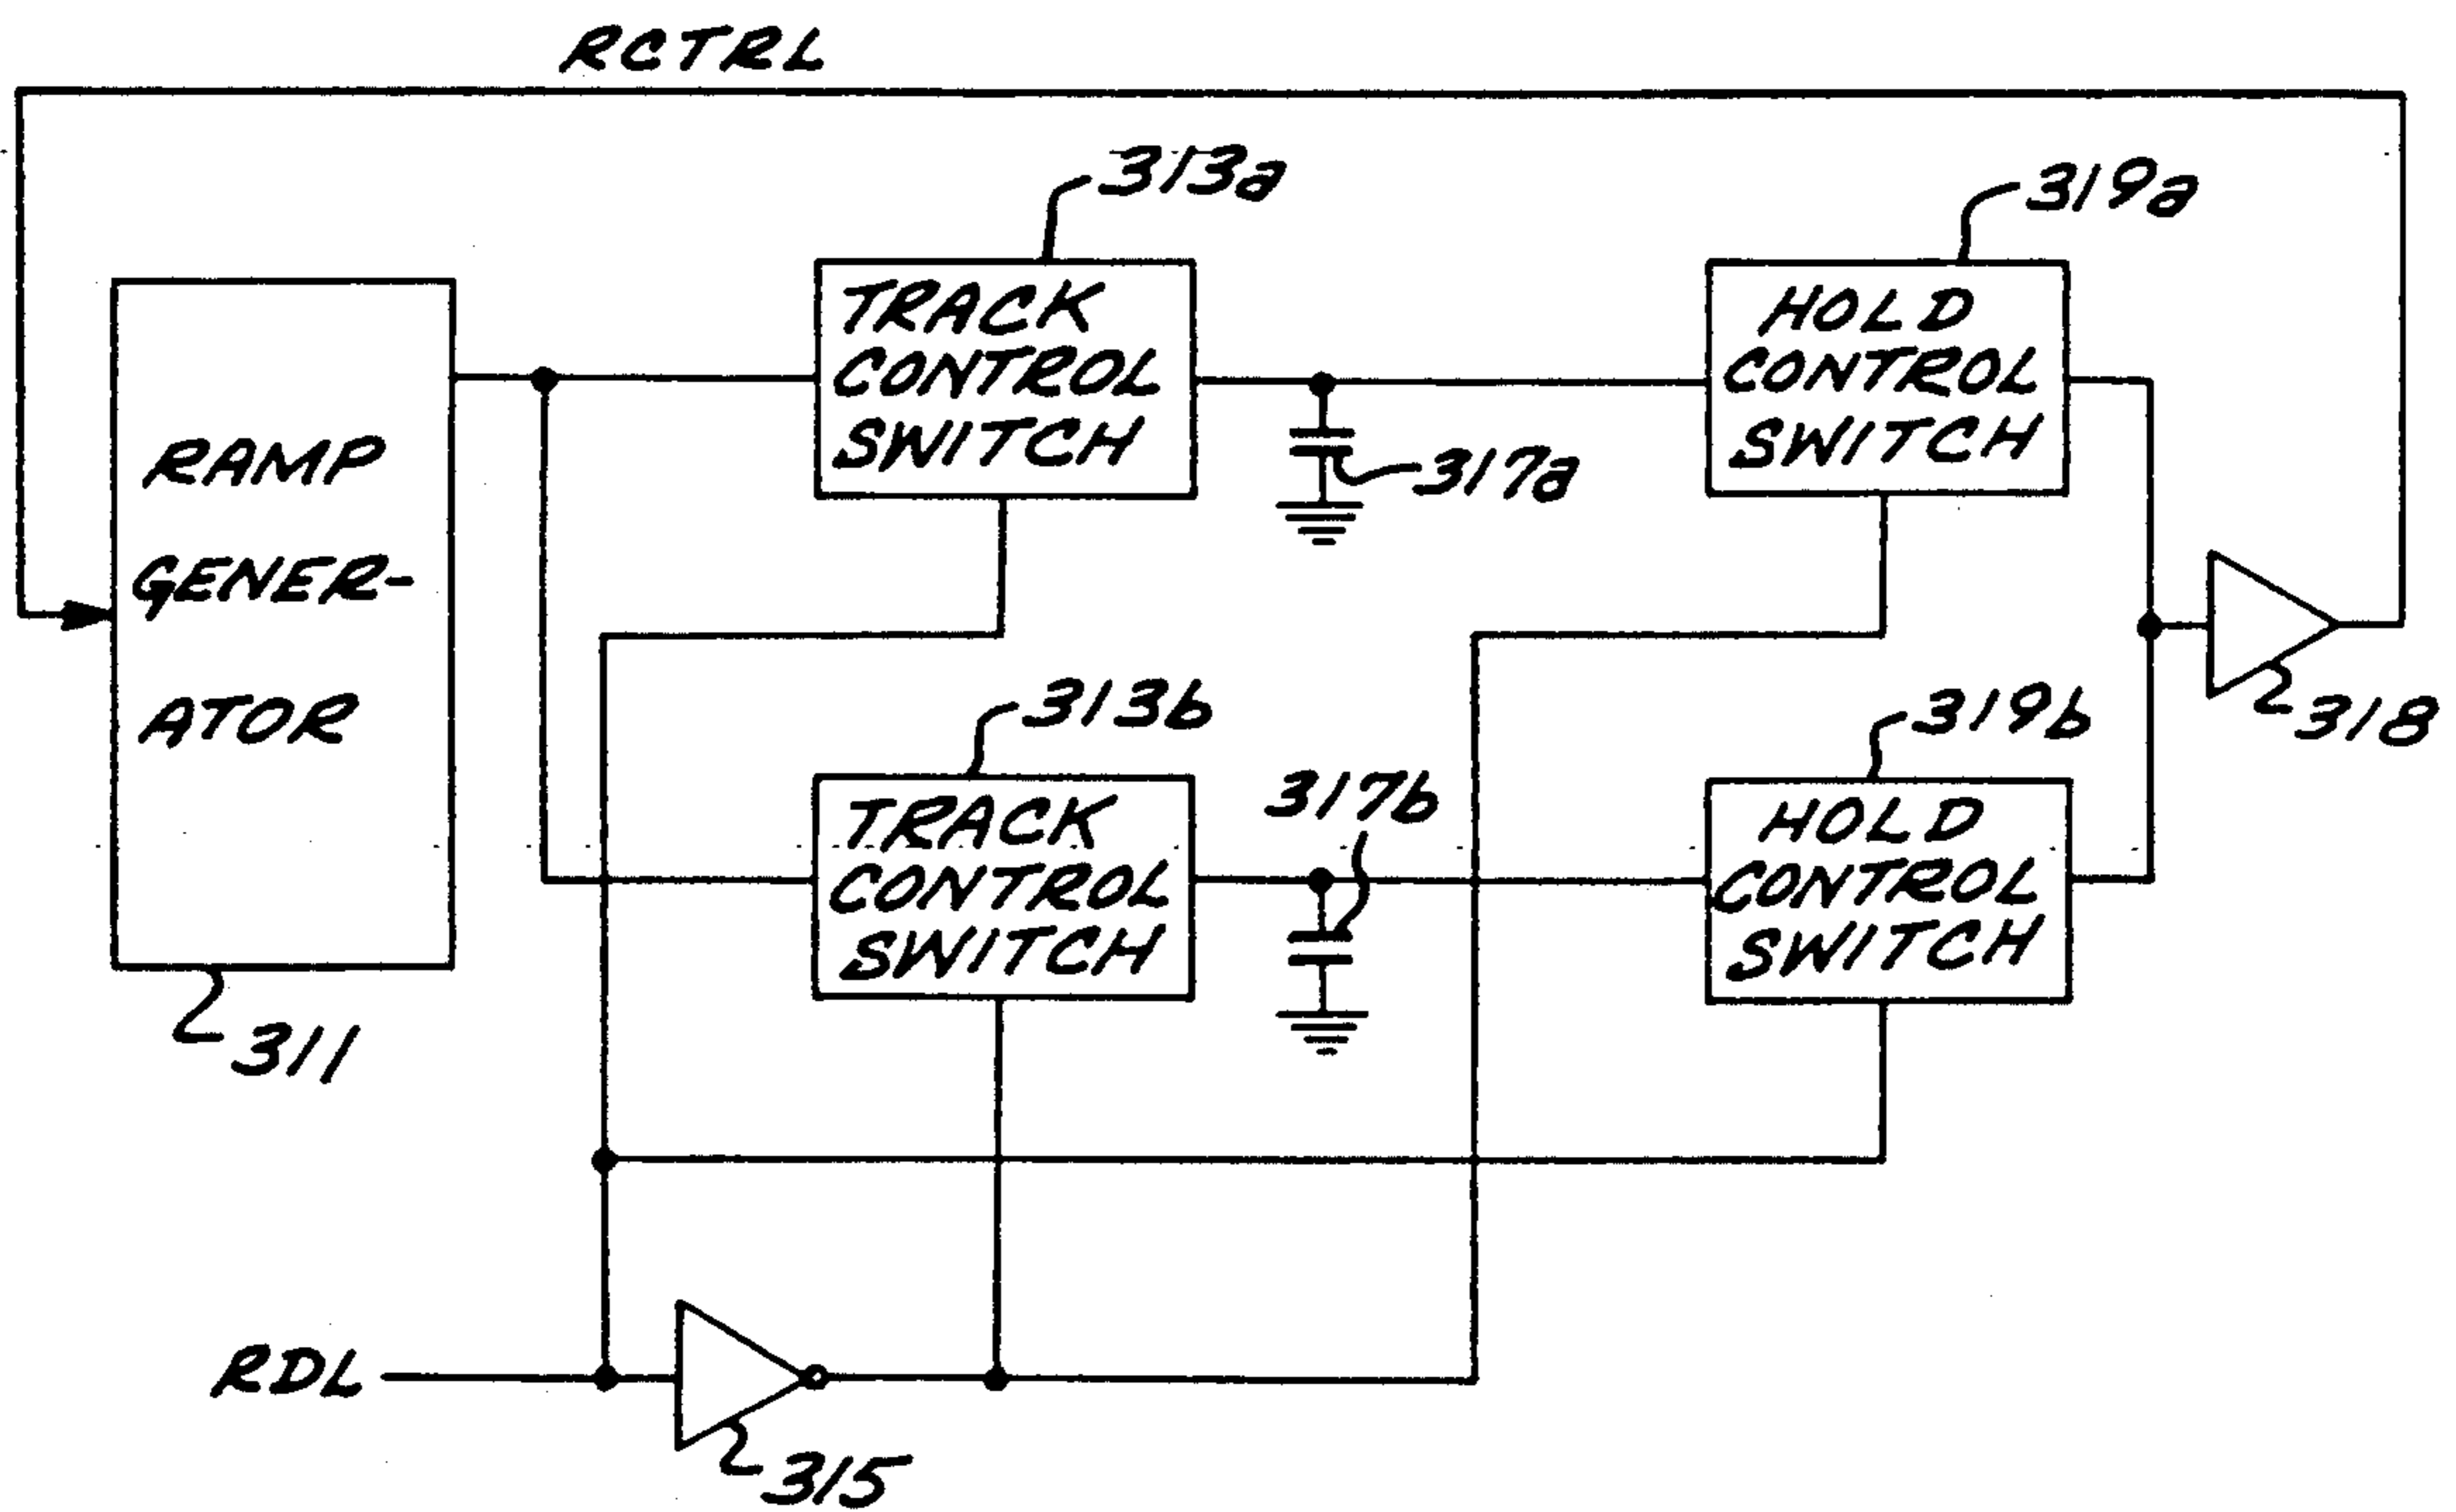 RCTRL
313a
319a
TRACK
CONTROL
SWITCH
HOLD
CONTROL
SWITCH
317a
RAMP
GENER-
ATOR
311
318
313b
319b
317b
TRACK
CONTROL
SWITCH
HOLD
CONTROL
SWITCH
RDL
315